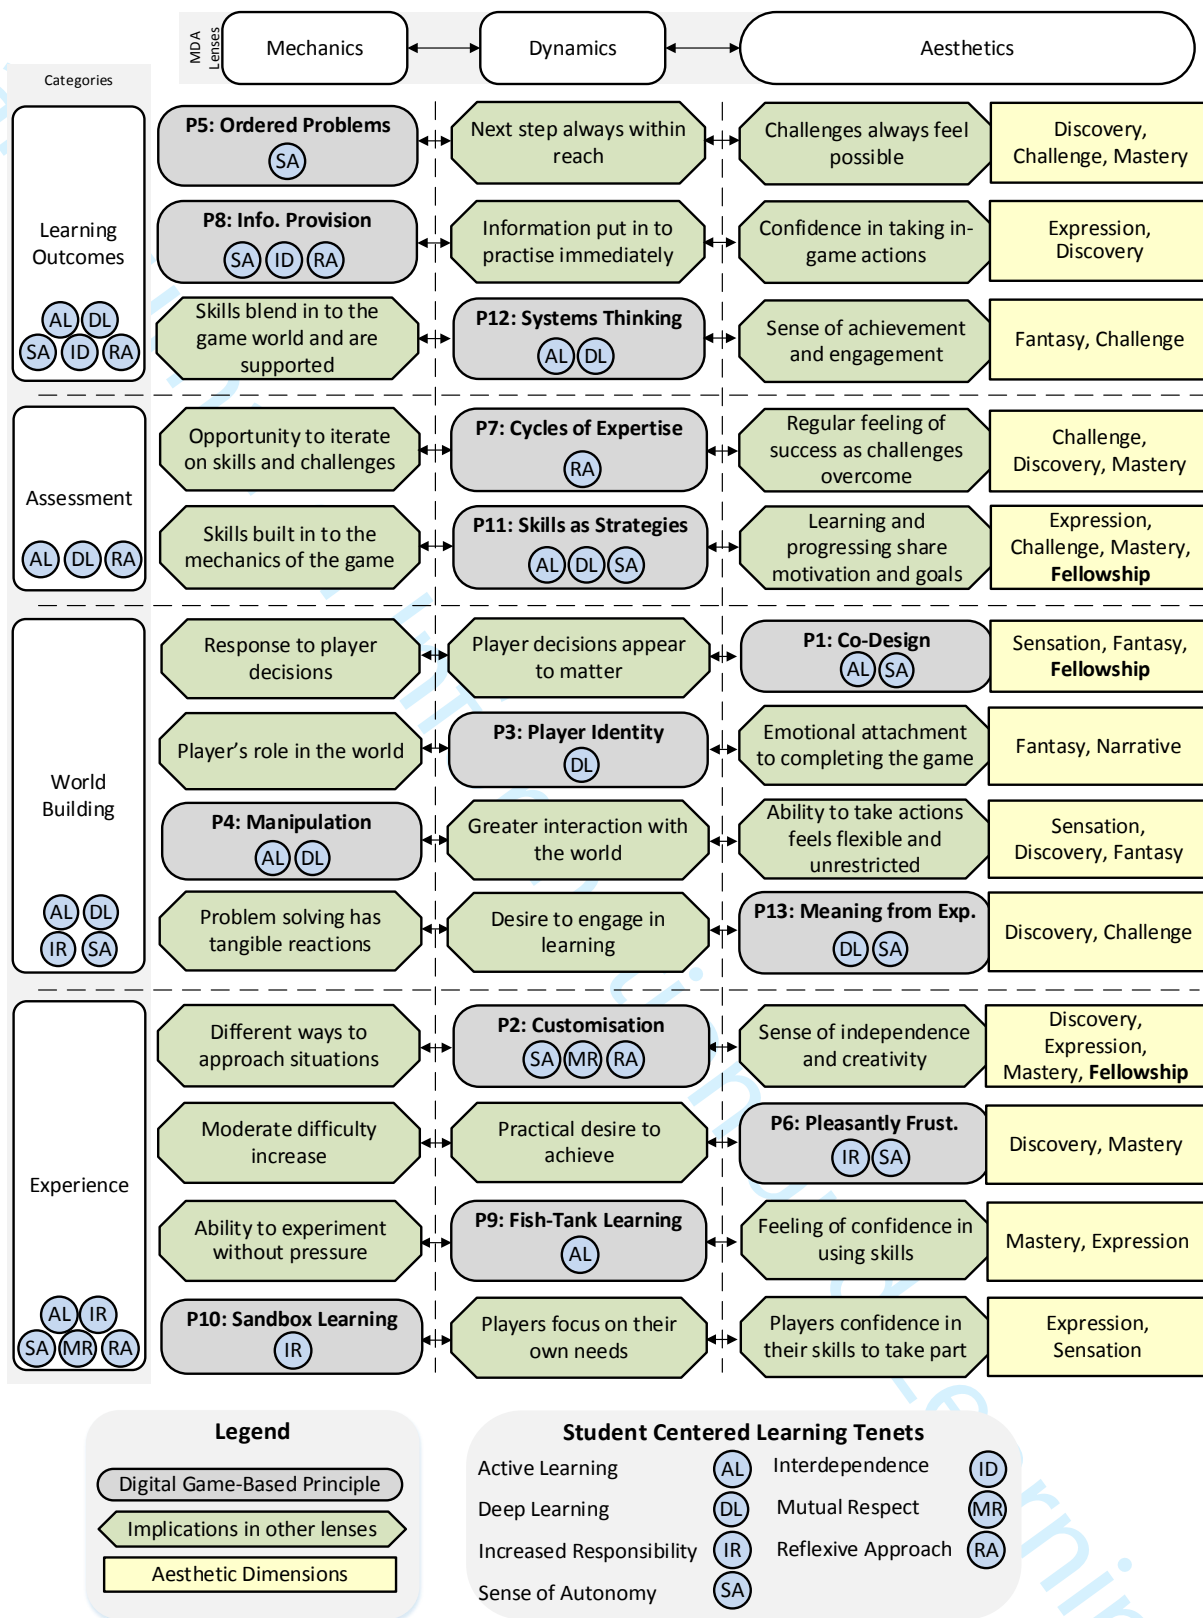 MDA
Lenses
Mechanics
Dynamics
Aesthetics
Categories
Learning
Outcomes
AL DL
SA ID RA
P5: Ordered Problems
SA
Next step always within
reach
Challenges always feel
possible
Discovery,
Challenge, Mastery
P8: Info. Provision
SA ID RA
Information put in to
practise immediately
Confidence in taking in-
game actions
Expression,
Discovery
Skills blend in to the
game world and are
supported
P12: Systems Thinking
AL DL
Sense of achievement
and engagement
Fantasy, Challenge
Assessment
AL DL RA
Opportunity to iterate
on skills and challenges
P7: Cycles of Expertise
RA
Regular feeling of
success as challenges
overcome
Challenge,
Discovery, Mastery
Skills built in to the
mechanics of the game
P11: Skills as Strategies
AL DL SA
Learning and
progressing share
motivation and goals
Expression,
Challenge, Mastery,
Fellowship
World
Building
AL DL
IR SA
Response to player
decisions
Player decisions appear
to matter
P1: Co-Design
AL SA
Sensation, Fantasy,
Fellowship
Player's role in the world
P3: Player Identity
DL
Emotional attachment
to completing the game
Fantasy, Narrative
P4: Manipulation
AL DL
Greater interaction with
the world
Ability to take actions
feels flexible and
unrestricted
Sensation,
Discovery, Fantasy
Problem solving has
tangible reactions
Desire to engage in
learning
P13: Meaning from Exp.
DL SA
Discovery, Challenge
Experience
AL IR
SA MR RA
Different ways to
approach situations
P2: Customisation
SA MR RA
Sense of independence
and creativity
Discovery,
Expression,
Mastery, Fellowship
Moderate difficulty
increase
Practical desire to
achieve
P6: Pleasantly Frust.
IR SA
Discovery, Mastery
Ability to experiment
without pressure
P9: Fish-Tank Learning
AL
Feeling of confidence in
using skills
Mastery, Expression
P10: Sandbox Learning
IR
Players focus on their
own needs
Players confidence in
their skills to take part
Expression,
Sensation
Legend
Digital Game-Based Principle
Implications in other lenses
Aesthetic Dimensions
Student Centered Learning Tenets
Active Learning AL
Interdependence ID
Deep Learning DL
Mutual Respect MR
Increased Responsibility IR
Reflexive Approach RA
Sense of Autonomy SA